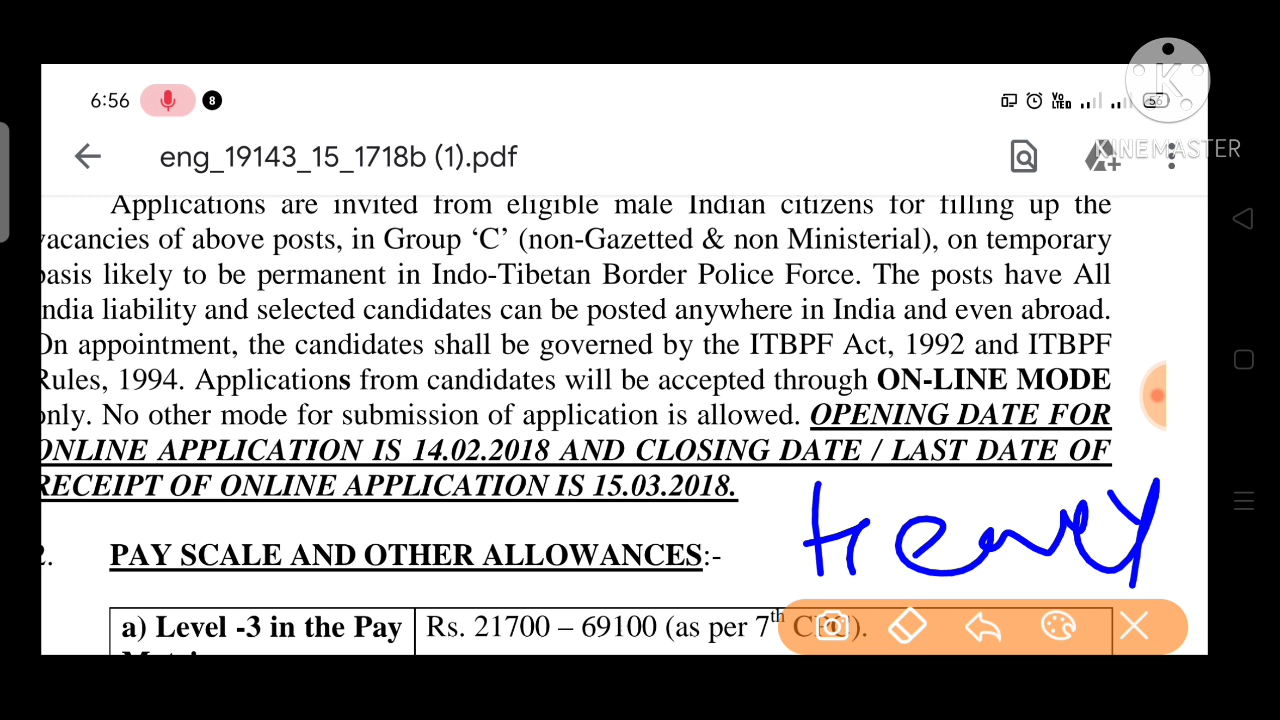 6:56 8 Vo LTED 56
KINEMASTER
eng_19143_15_1718b (1).pdf
Applications are invited from eligible male Indian citizens for filling up the
vacancies of above posts, in Group ‘C’ (non-Gazetted & non Ministerial), on temporary
basis likely to be permanent in Indo-Tibetan Border Police Force. The posts have All
India liability and selected candidates can be posted anywhere in India and even abroad.
On appointment, the candidates shall be governed by the ITBPF Act, 1992 and ITBPF
Rules, 1994. Applications from candidates will be accepted through ON-LINE MODE
only. No other mode for submission of application is allowed. OPENING DATE FOR
ONLINE APPLICATION IS 14.02.2018 AND CLOSING DATE / LAST DATE OF
RECEIPT OF ONLINE APPLICATION IS 15.03.2018.
Heavy
2. PAY SCALE AND OTHER ALLOWANCES:-
a) Level -3 in the Pay Rs. 21700 – 69100 (as per 7th CPC).